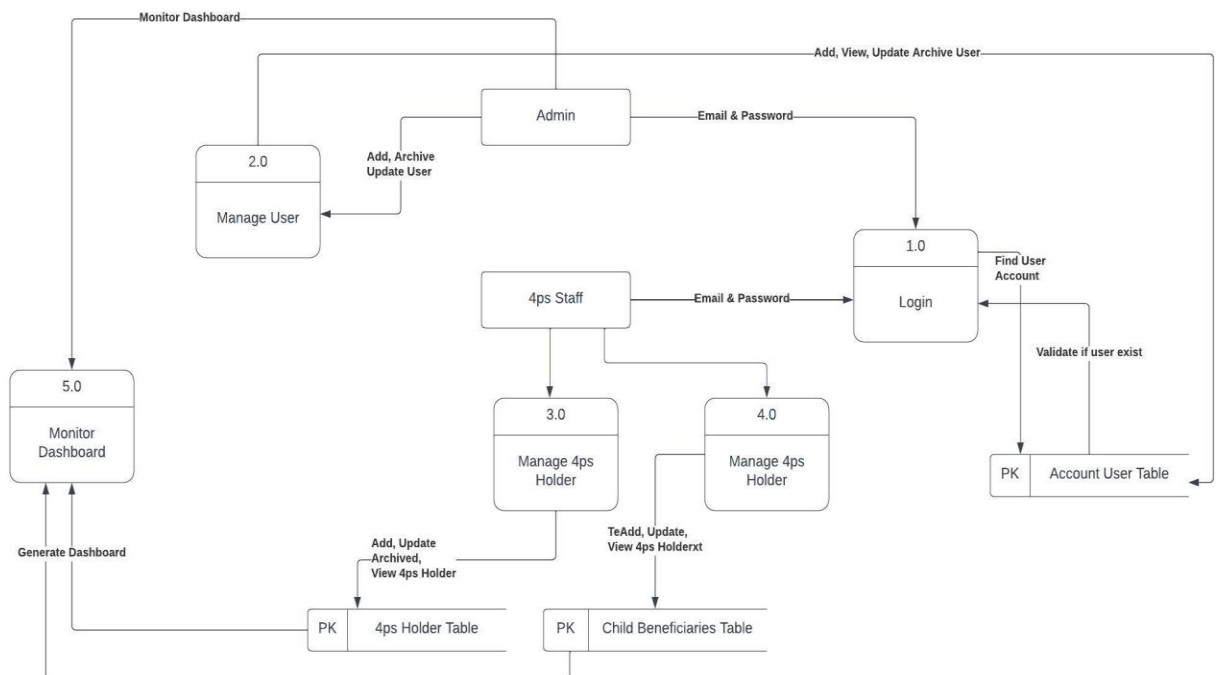 Monitor Dashboard
Add, View, Update Archive User
Admin
Email & Password
2.0
Manage User
Add, Archive
Update User
1.0
Login
Find User
Account
4ps Staff
Email & Password
Validate if user exist
5.0
Monitor
Dashboard
3.0
Manage 4ps
Holder
4.0
Manage 4ps
Holder
PK
Account User Table
Generate Dashboard
Add, Update
Archived,
View 4ps Holder
TeAdd, Update,
View 4ps Holderxt
PK
4ps Holder Table
PK
Child Beneficiaries Table